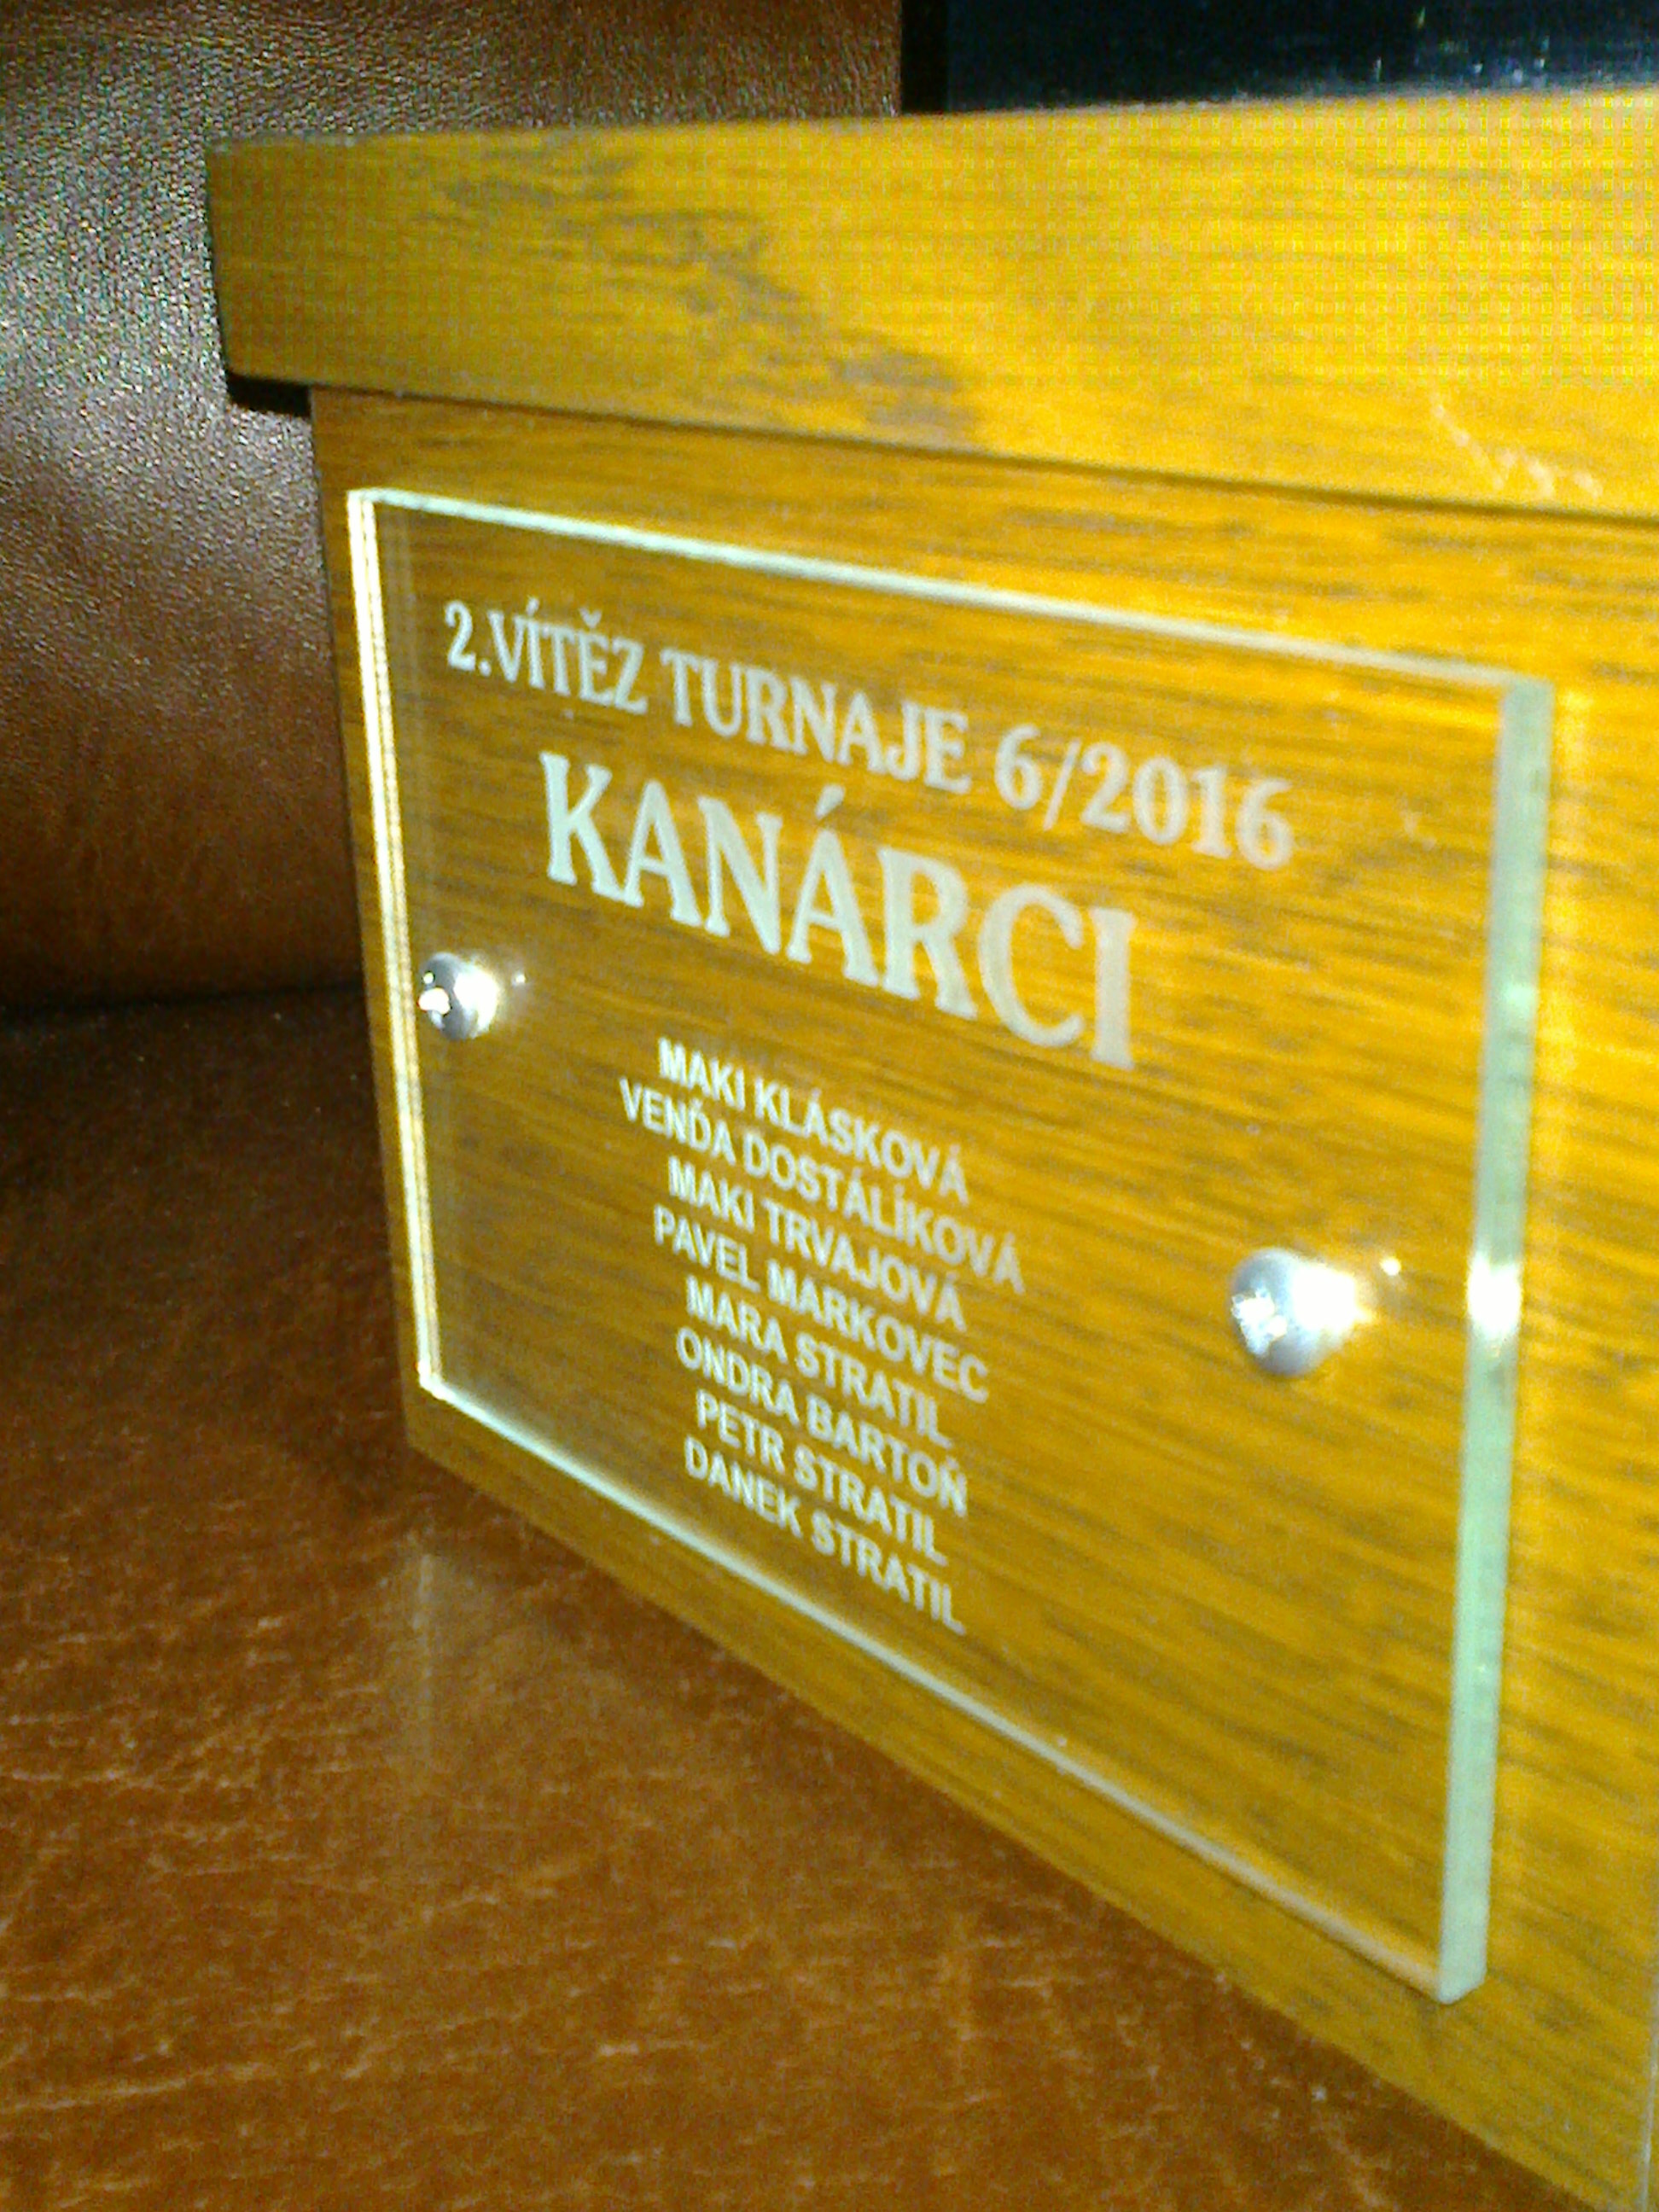 2.VÍTĚZ TURNAJE 6/2016
KANÁRCI
MAKI KLÁSKOVÁ
VENĎA DOSTÁLÍKOVÁ
MAKI TRVAJOVÁ
PAVEL MARKOVEC
MARA STRATIL
ONDRA BARTOŇ
PETR STRATIL
DANEK STRATIL